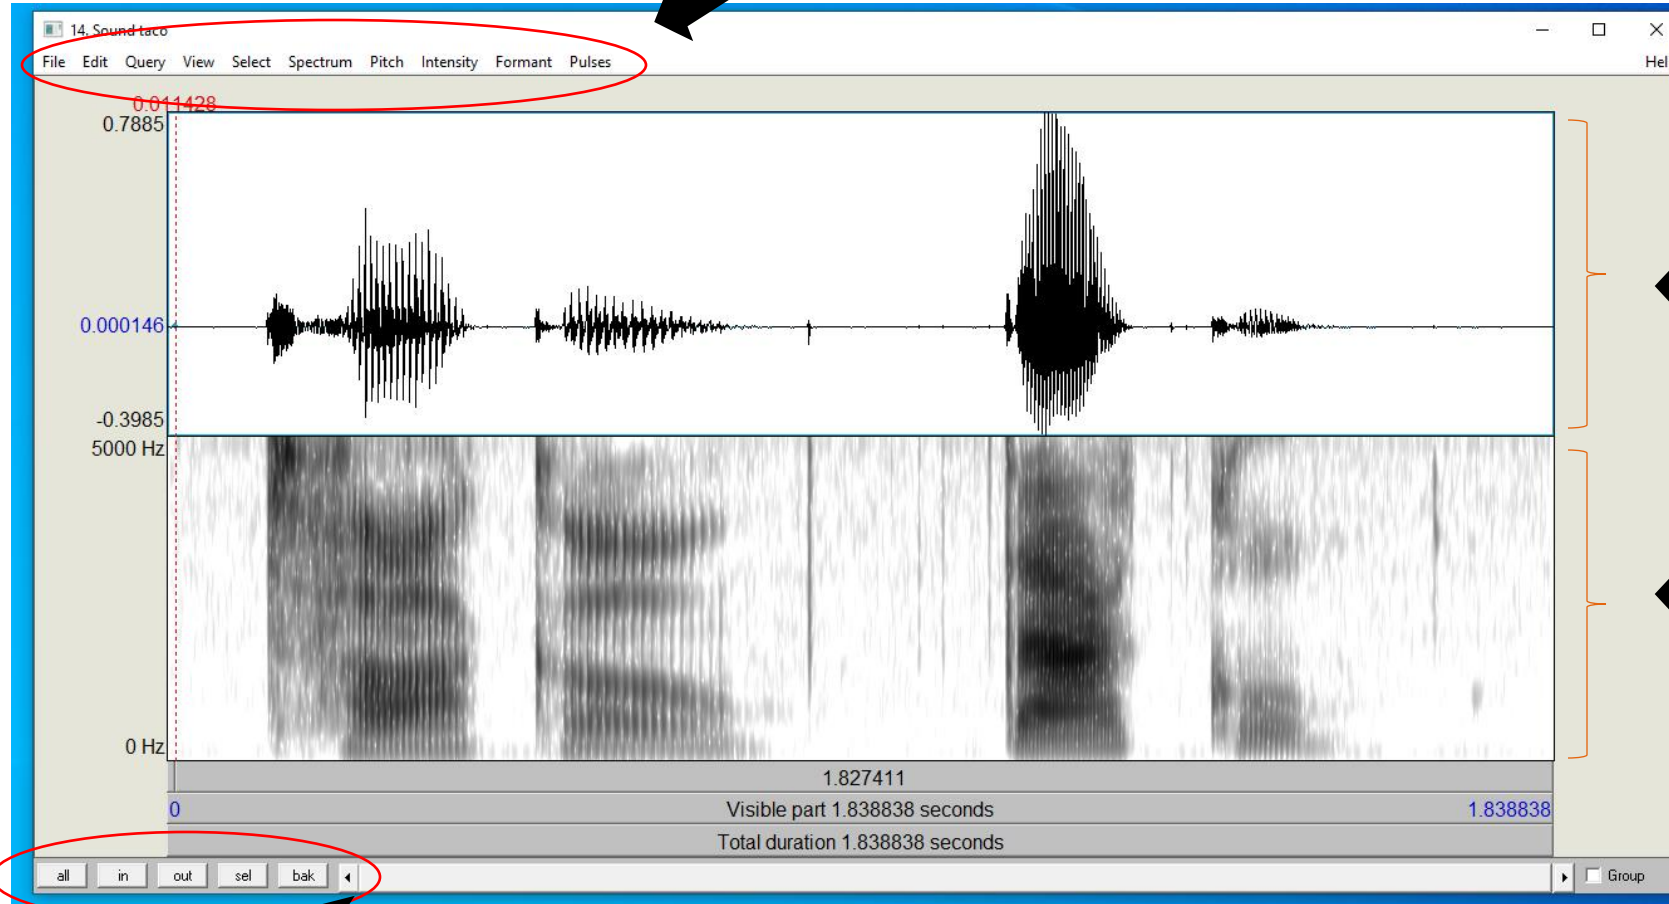 14. Sound taco
File Edit Query View Select Spectrum Pitch Intensity Formant Pulses Hel
0.011428
0.7885
0.000146
-0.3985
5000 Hz
0 Hz
1.827411
0 Visible part 1.838838 seconds 1.838838
Total duration 1.838838 seconds
all in out sel bak Group